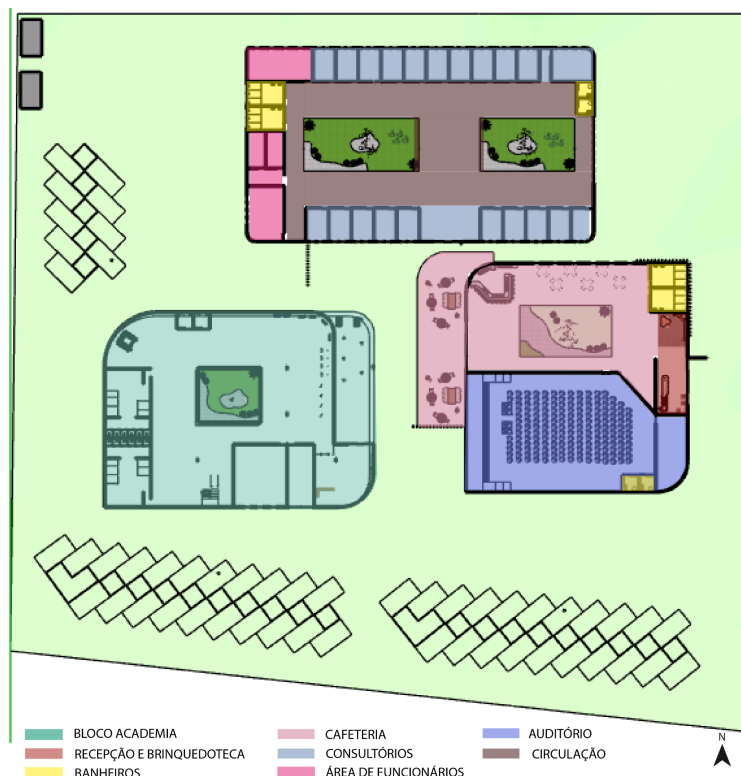 BLOCO ACADEMIA
RECEPÇÃO E BRINQUEDOTECA
BANHEIROS
CAFETERIA
CONSULTÓRIOS
ÁREA DE FUNCIONÁRIOS
AUDITÓRIO
CIRCULAÇÃO
N